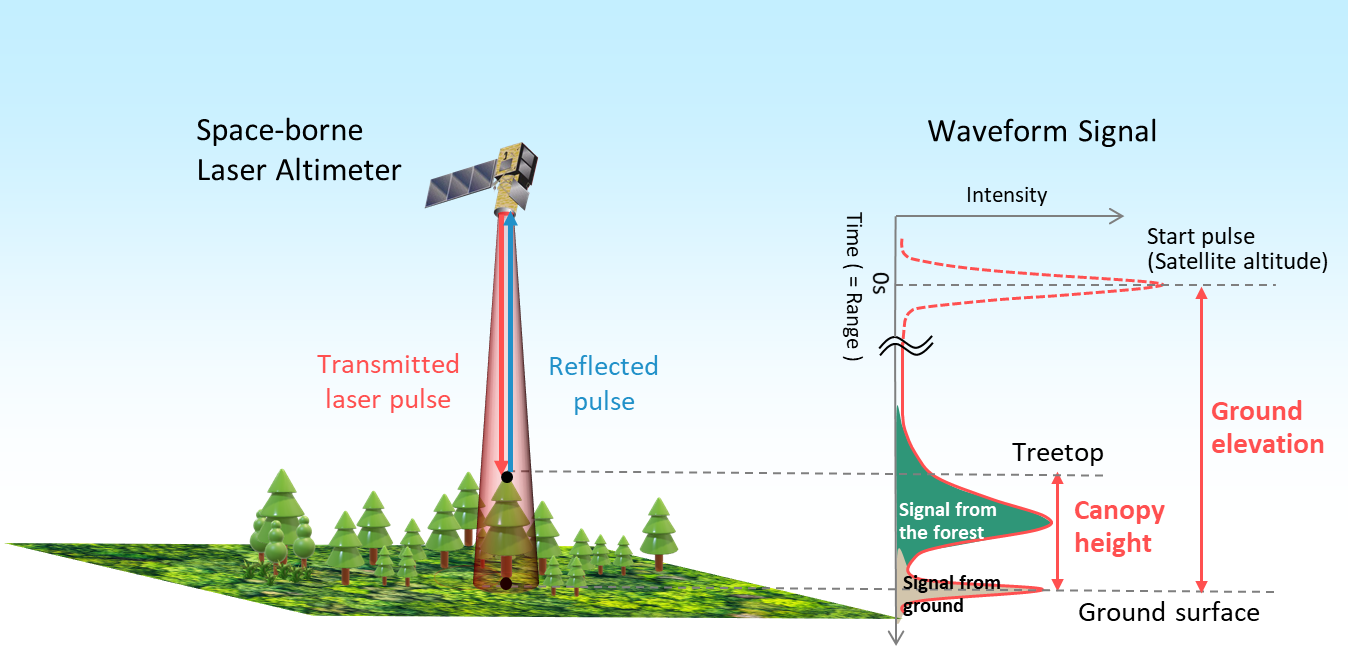 Space-borne
Laser Altimeter
Transmitted
laser pulse
Reflected
pulse
Waveform Signal
Intensity
Time ( = Range )
0s
Start pulse
(Satellite altitude)
Ground
elevation
Treetop
Signal from
the forest
Canopy
height
Signal from
ground
Ground surface